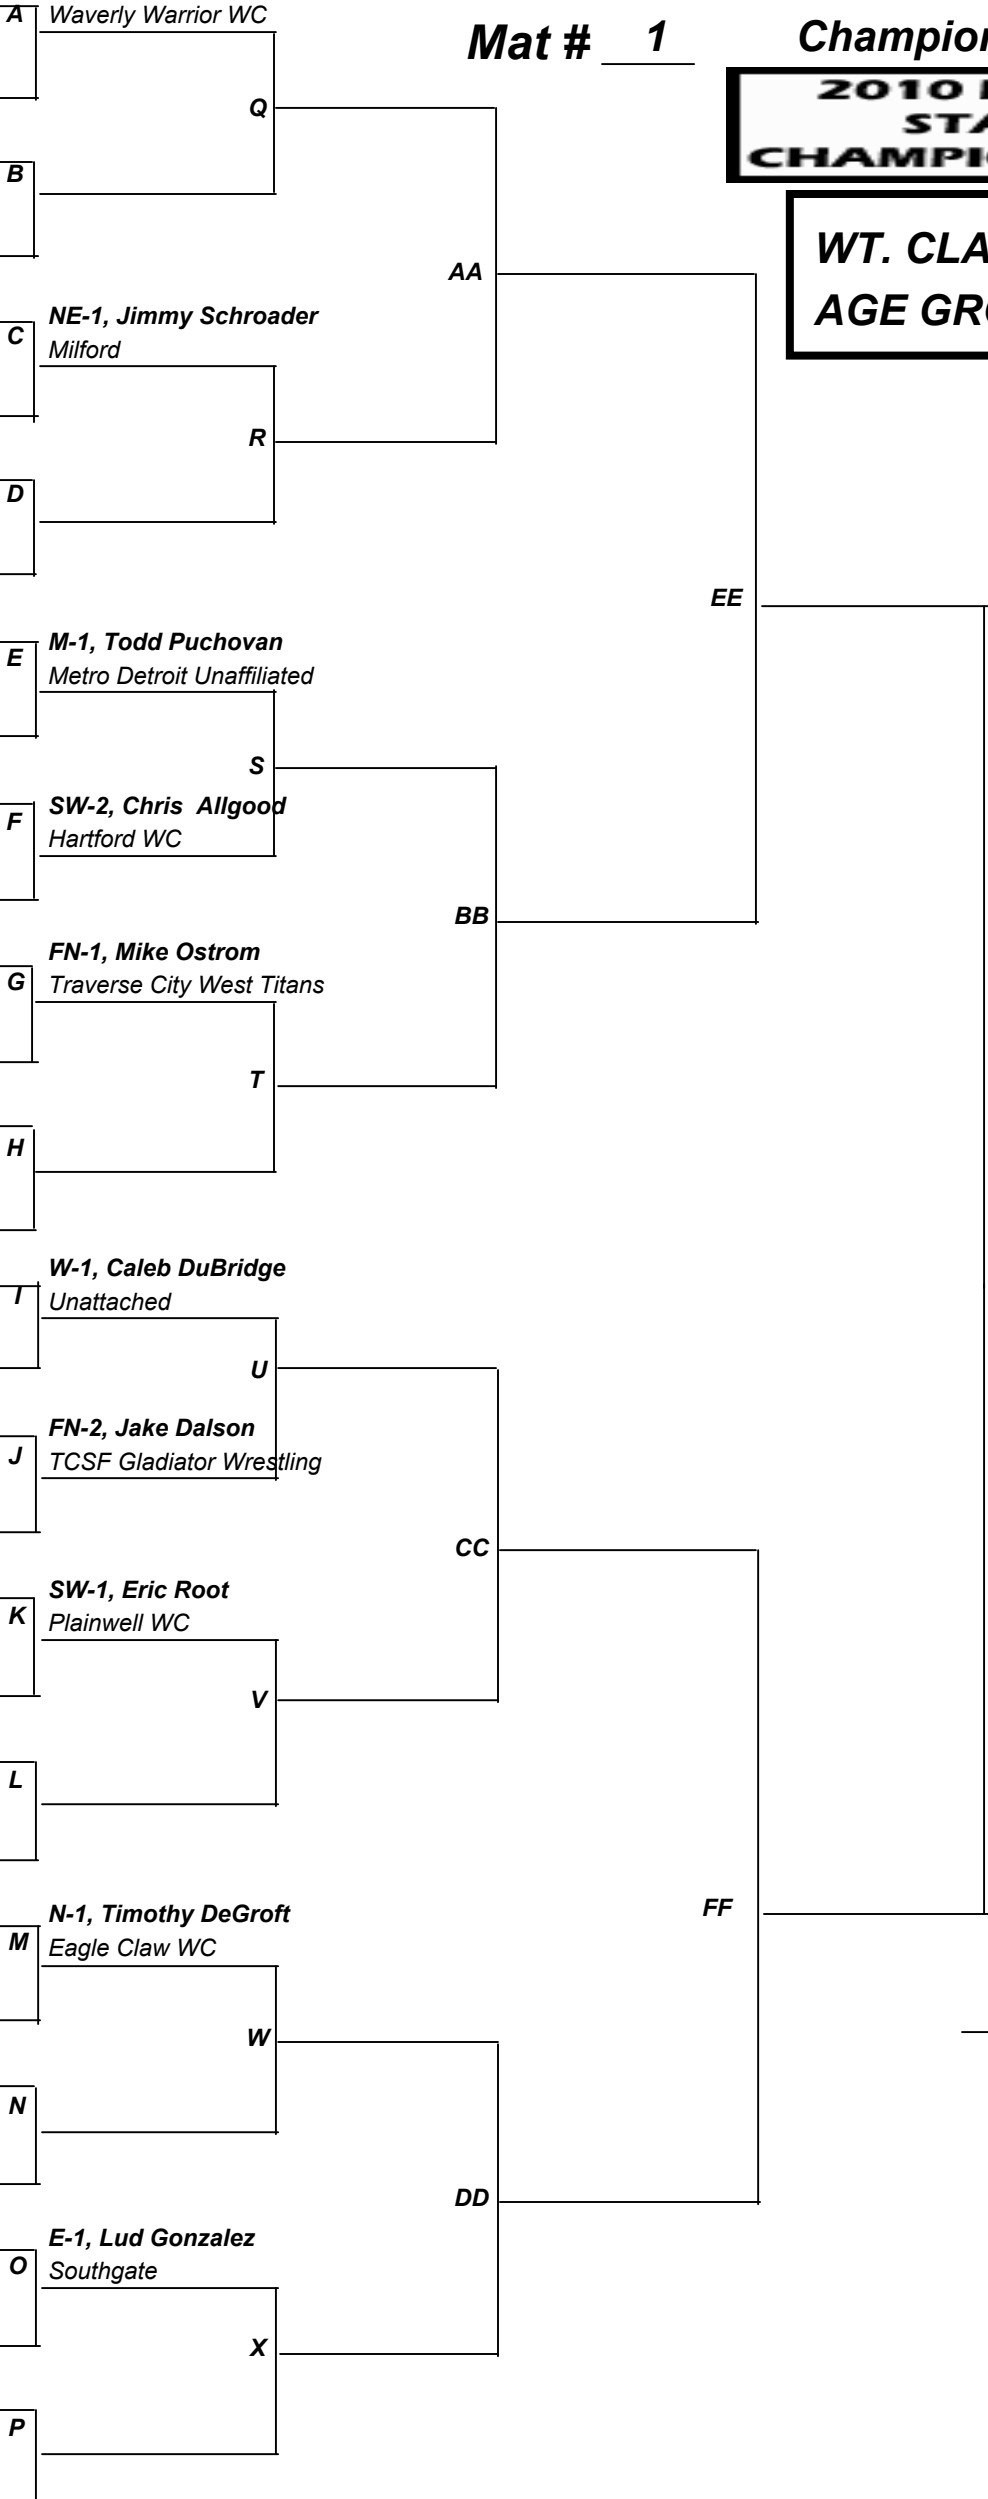 A
Waverly Warrior WC
Mat # 1
Champion
2010
STA
CHAMPI
Q
B
WT. CLA
AA
AGE GR
NE-1, Jimmy Schroader
C
Milford
R
D
EE
M-1, Todd Puchovan
E
Metro Detroit Unaffiliated
S
SW-2, Chris  Allgood
F
Hartford WC
BB
FN-1, Mike Ostrom
G
Traverse City West Titans
T
H
W-1, Caleb DuBridge
I
Unattached
U
FN-2, Jake Dalson
J
TCSF Gladiator Wrestling
CC
SW-1, Eric Root
K
Plainwell WC
V
L
FF
N-1, Timothy DeGroft
M
Eagle Claw WC
W
N
DD
E-1, Lud Gonzalez
O
Southgate
X
P